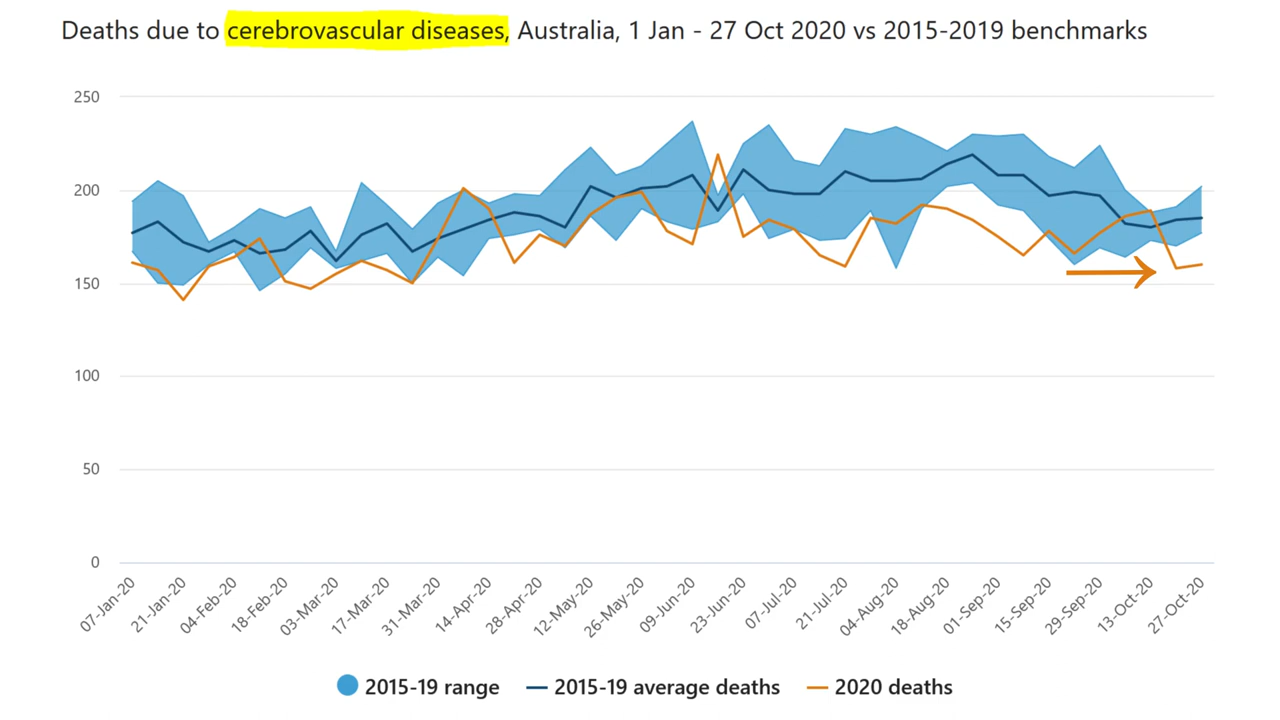 Deaths due to cerebrovascular diseases, Australia, 1 Jan - 27 Oct 2020 vs 2015-2019 benchmarks
250
200
150
100
50
0
07-Jan-20
21-Jan-20
04-Feb-20
18-Feb-20
03-Mar-20
17-Mar-20
31-Mar-20
14-Apr-20
28-Apr-20
12-May-20
26-May-20
09-Jun-20
23-Jun-20
07-Jul-20
21-Jul-20
04-Aug-20
18-Aug-20
01-Sep-20
15-Sep-20
29-Sep-20
13-Oct-20
27-Oct-20
2015-19 range
2015-19 average deaths
2020 deaths